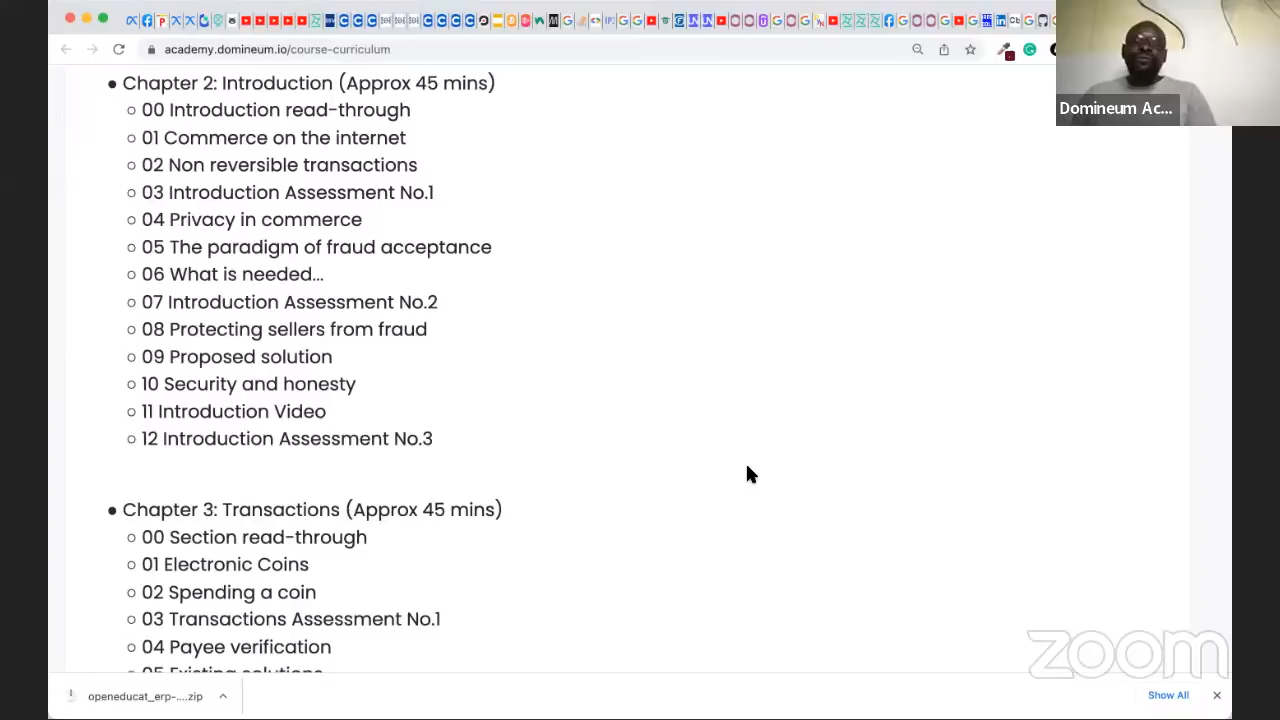 academy.domineum.io/course-curriculum
Domineum Ac...
● Chapter 2: Introduction (Approx 45 mins)
○ 00 Introduction read-through
○ 01 Commerce on the internet
○ 02 Non reversible transactions
○ 03 Introduction Assessment No.1
○ 04 Privacy in commerce
○ 05 The paradigm of fraud acceptance
○ 06 What is needed...
○ 07 Introduction Assessment No.2
○ 08 Protecting sellers from fraud
○ 09 Proposed solution
○ 10 Security and honesty
○ 11 Introduction Video
○ 12 Introduction Assessment No.3
● Chapter 3: Transactions (Approx 45 mins)
○ 00 Section read-through
○ 01 Electronic Coins
○ 02 Spending a coin
○ 03 Transactions Assessment No.1
○ 04 Payee verification
○ 05 Existing solutions
zoom
openeducat_erp-....zip
Show All